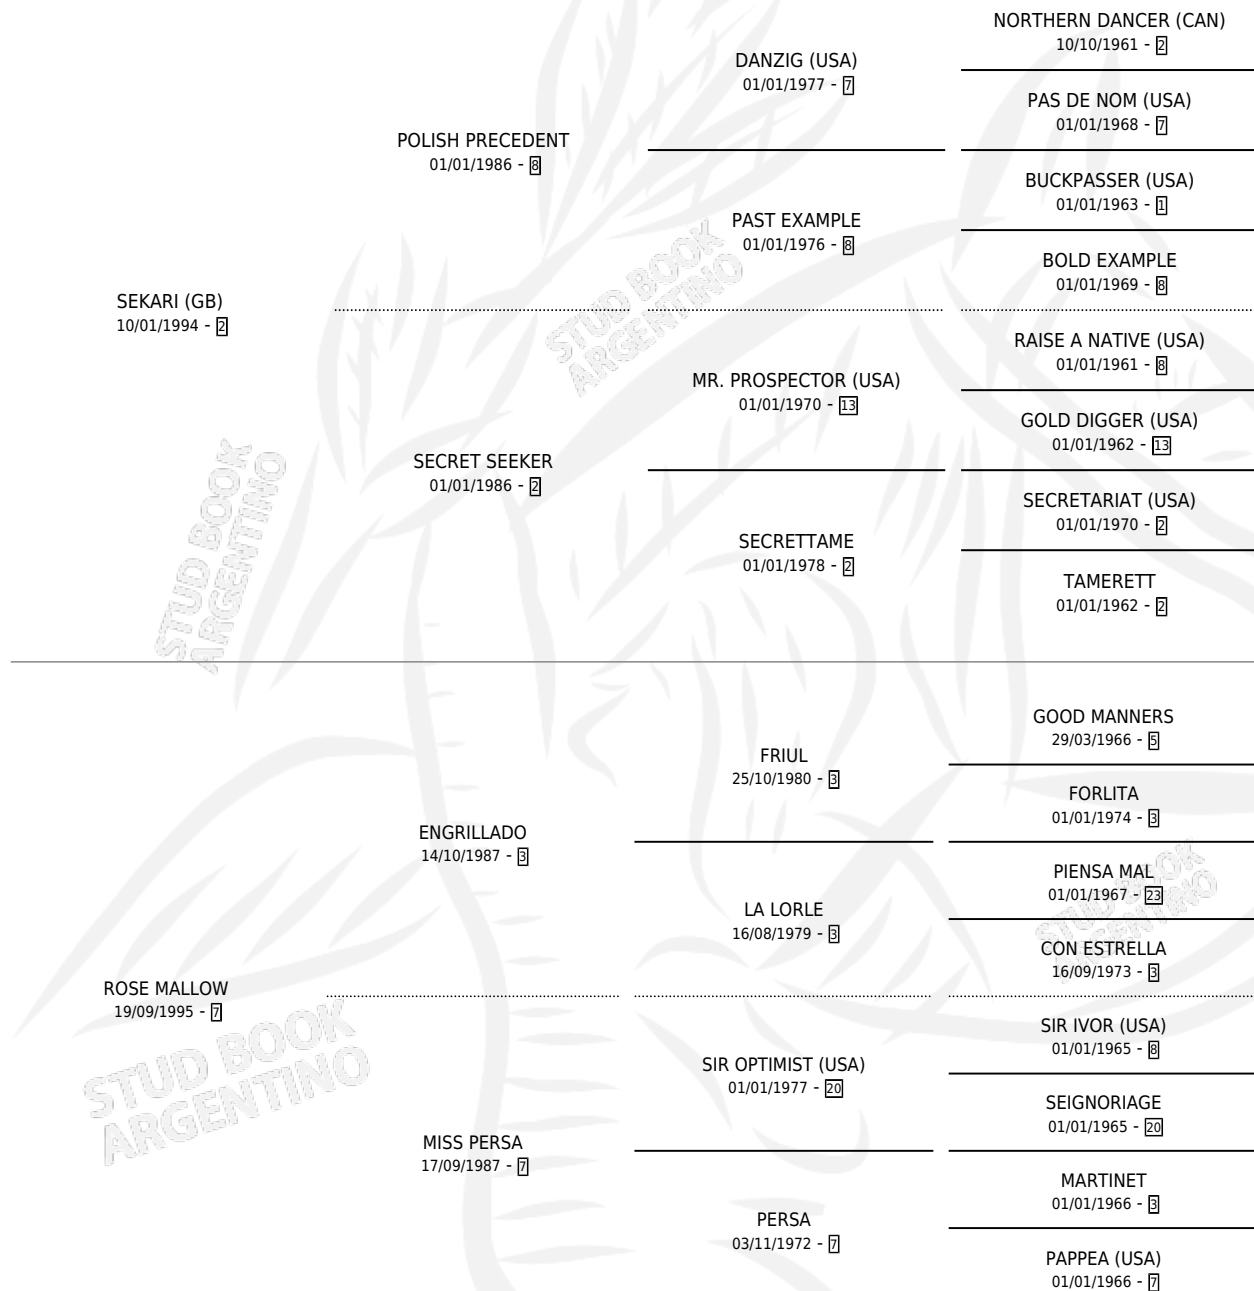 NORTHERN DANCER (CAN)
10/10/1961 - 2
DANZIG (USA)
01/01/1977 - 7
PAS DE NOM (USA)
01/01/1968 - 7
POLISH PRECEDENT
01/01/1986 - 8
BUCKPASSER (USA)
01/01/1963 - 1
PAST EXAMPLE
01/01/1976 - 8
BOLD EXAMPLE
01/01/1969 - 8
SEKARI (GB)
10/01/1994 - 2
RAISE A NATIVE (USA)
01/01/1961 - 8
MR. PROSPECTOR (USA)
01/01/1970 - 13
GOLD DIGGER (USA)
01/01/1962 - 13
SECRET SEEKER
01/01/1986 - 2
SECRETARIAT (USA)
01/01/1970 - 2
SECRETTAME
01/01/1978 - 2
TAMERETT
01/01/1962 - 2
GOOD MANNERS
29/03/1966 - 5
FRIUL
25/10/1980 - 3
FORLITA
01/01/1974 - 3
ENGRILLADO
14/10/1987 - 3
PIENSA MAL
01/01/1967 - 23
LA LORLE
16/08/1979 - 3
CON ESTRELLA
16/09/1973 - 3
ROSE MALLOW
19/09/1995 - 7
SIR IVOR (USA)
01/01/1965 - 8
SIR OPTIMIST (USA)
01/01/1977 - 20
SEIGNORIAGE
01/01/1965 - 20
MISS PERSA
17/09/1987 - 7
MARTINET
01/01/1966 - 3
PERSA
03/11/1972 - 7
PAPPEA (USA)
01/01/1966 - 7
STUD BOOK
ARGENTINO
STUD BOOK
ARGENTINO
STUD BOOK
ARGENTINO
STUD BOOK
ARGENTINO